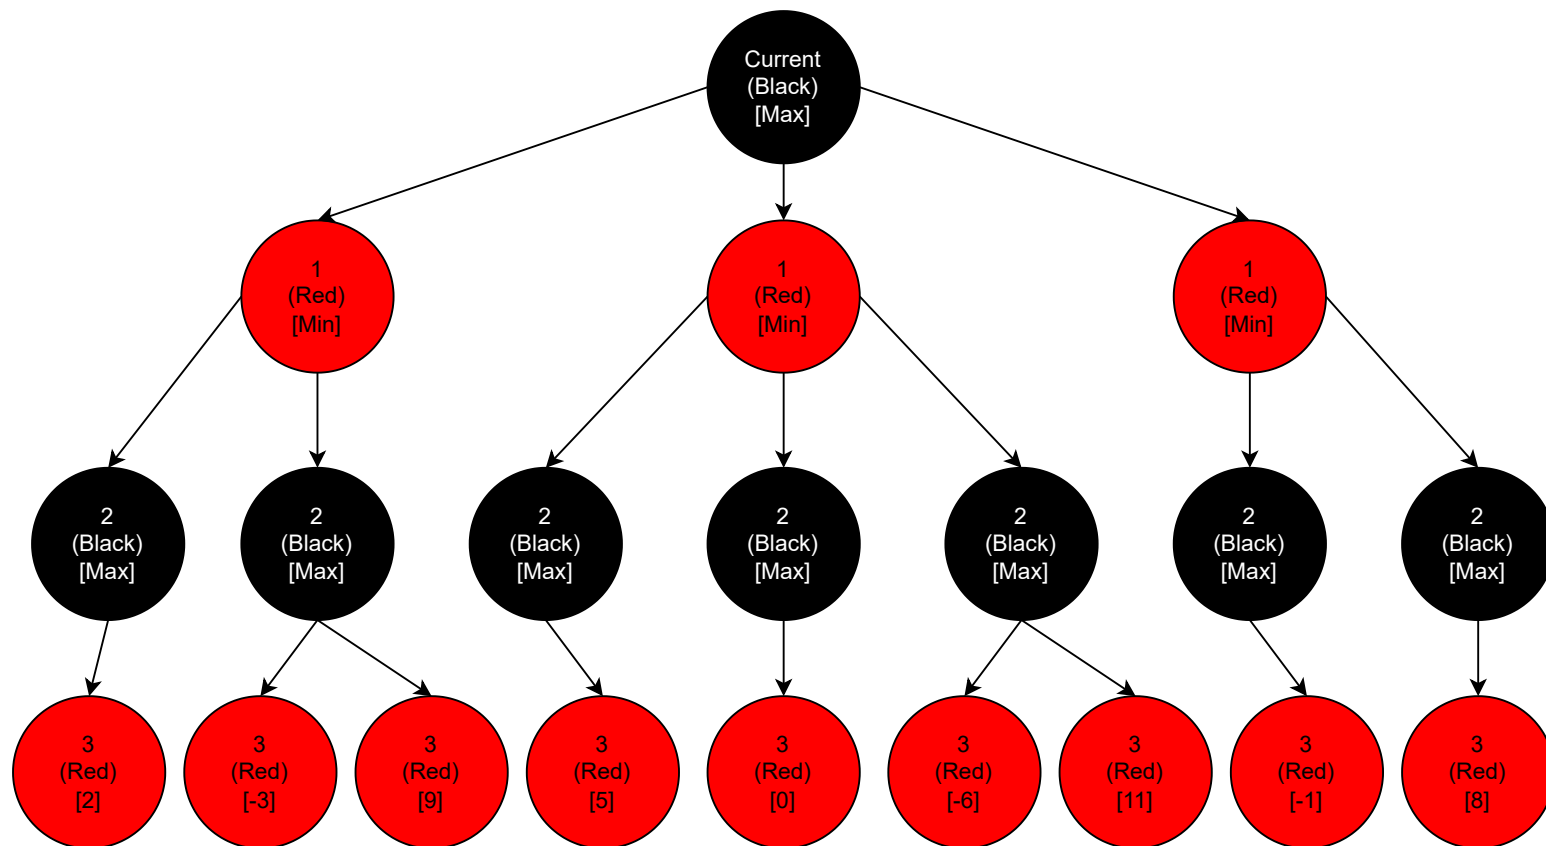 Current
(Black)
[Max]
1
(Red)
[Min]
1
(Red)
[Min]
1
(Red)
[Min]
2
(Black)
[Max]
2
(Black)
[Max]
2
(Black)
[Max]
2
(Black)
[Max]
2
(Black)
[Max]
2
(Black)
[Max]
2
(Black)
[Max]
3
(Red)
[2]
3
(Red)
[-3]
3
(Red)
[9]
3
(Red)
[5]
3
(Red)
[0]
3
(Red)
[-6]
3
(Red)
[11]
3
(Red)
[-1]
3
(Red)
[8]